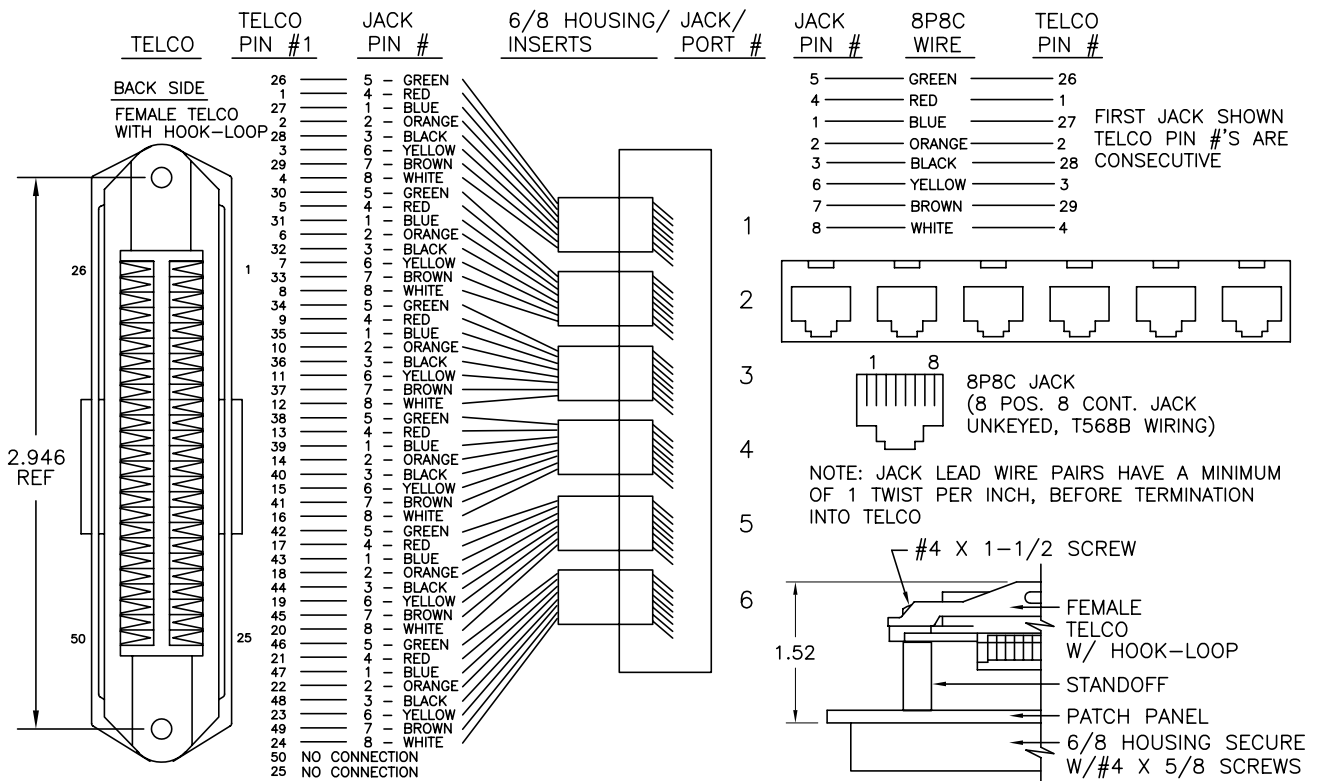 TELCO
TELCO PIN #1
JACK PIN #
6/8 HOUSING/ INSERTS
JACK/ PORT #
JACK PIN #
8P8C WIRE
TELCO PIN #
BACK SIDE
FEMALE TELCO
WITH HOOK-LOOP
26
1
50
25
2.946
REF
26 5 - GREEN
1 4 - RED
27 1 - BLUE
2 2 - ORANGE
28 3 - BLACK
3 6 - YELLOW
29 7 - BROWN
4 8 - WHITE
30 5 - GREEN
5 4 - RED
31 1 - BLUE
6 2 - ORANGE
32 3 - BLACK
7 6 - YELLOW
33 7 - BROWN
8 8 - WHITE
34 5 - GREEN
9 4 - RED
35 1 - BLUE
10 2 - ORANGE
36 3 - BLACK
11 6 - YELLOW
37 7 - BROWN
12 8 - WHITE
38 5 - GREEN
13 4 - RED
39 1 - BLUE
14 2 - ORANGE
40 3 - BLACK
15 6 - YELLOW
41 7 - BROWN
16 8 - WHITE
42 5 - GREEN
17 4 - RED
43 1 - BLUE
18 2 - ORANGE
44 3 - BLACK
19 6 - YELLOW
45 7 - BROWN
20 8 - WHITE
46 5 - GREEN
21 4 - RED
47 1 - BLUE
22 2 - ORANGE
48 3 - BLACK
23 6 - YELLOW
49 7 - BROWN
24 8 - WHITE
50 NO CONNECTION
25 NO CONNECTION
1
2
3
4
5
6
5 GREEN 26
4 RED 1
1 BLUE 27
2 ORANGE 2
3 BLACK 28
6 YELLOW 3
7 BROWN 29
8 WHITE 4
FIRST JACK SHOWN
TELCO PIN #'S ARE
CONSECUTIVE
1 8
8P8C JACK
(8 POS. 8 CONT. JACK
UNKEYED, T568B WIRING)
NOTE: JACK LEAD WIRE PAIRS HAVE A MINIMUM
OF 1 TWIST PER INCH, BEFORE TERMINATION
INTO TELCO
#4 X 1-1/2 SCREW
1.52
FEMALE
TELCO
W/ HOOK-LOOP
STANDOFF
PATCH PANEL
6/8 HOUSING SECURE
W/#4 X 5/8 SCREWS